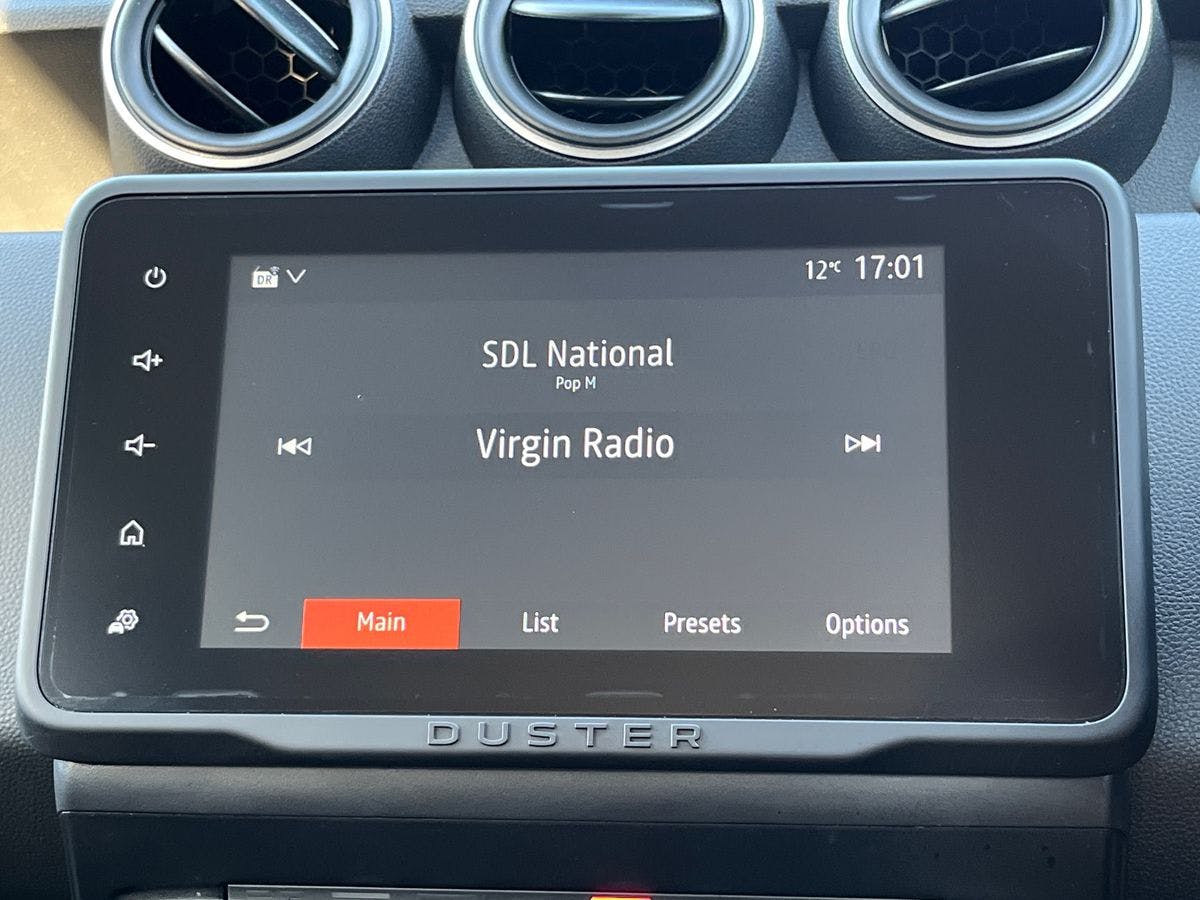 DR
12°C 17:01
SDL National
Pop M
Virgin Radio
Main List Presets Options
DUSTER